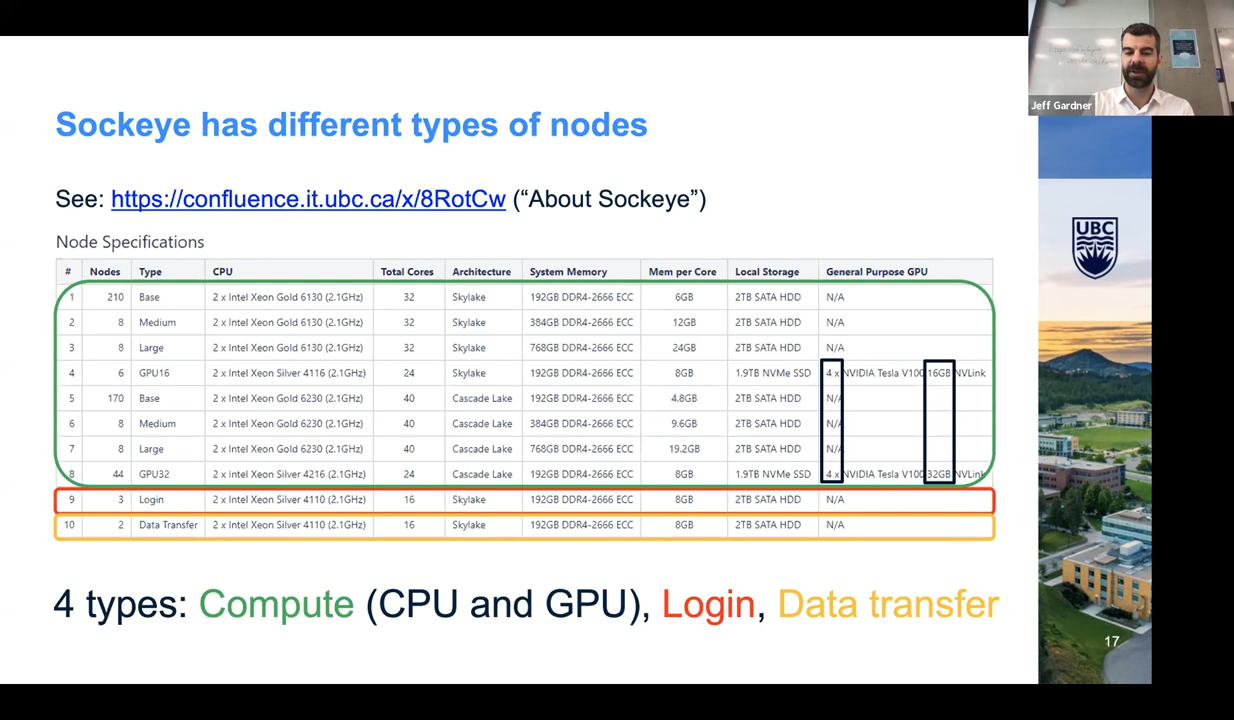 Jeff Gardner
Sockeye has different types of nodes
See: https://confluence.it.ubc.ca/x/8RotCw (“About Sockeye”)
Node Specifications
# Nodes Type CPU Total Cores Architecture System Memory Mem per Core Local Storage General Purpose GPU
1 210 Base 2 x Intel Xeon Gold 6130 (2.1GHz) 32 Skylake 192GB DDR4-2666 ECC 6GB 2TB SATA HDD N/A
2 8 Medium 2 x Intel Xeon Gold 6130 (2.1GHz) 32 Skylake 384GB DDR4-2666 ECC 12GB 2TB SATA HDD N/A
3 8 Large 2 x Intel Xeon Gold 6130 (2.1GHz) 32 Skylake 768GB DDR4-2666 ECC 24GB 2TB SATA HDD N/A
4 6 GPU16 2 x Intel Xeon Silver 4116 (2.1GHz) 24 Skylake 192GB DDR4-2666 ECC 8GB 1.9TB NVMe SSD 4 x NVIDIA Tesla V100 16GB NVLink
5 170 Base 2 x Intel Xeon Gold 6230 (2.1GHz) 40 Cascade Lake 192GB DDR4-2666 ECC 4.8GB 2TB SATA HDD N/A
6 8 Medium 2 x Intel Xeon Gold 6230 (2.1GHz) 40 Cascade Lake 384GB DDR4-2666 ECC 9.6GB 2TB SATA HDD N/A
7 8 Large 2 x Intel Xeon Gold 6230 (2.1GHz) 40 Cascade Lake 768GB DDR4-2666 ECC 19.2GB 2TB SATA HDD N/A
8 44 GPU32 2 x Intel Xeon Silver 4216 (2.1GHz) 24 Cascade Lake 192GB DDR4-2666 ECC 8GB 1.9TB NVMe SSD 4 x NVIDIA Tesla V100 32GB NVLink
9 3 Login 2 x Intel Xeon Silver 4110 (2.1GHz) 16 Skylake 192GB DDR4-2666 ECC 8GB 2TB SATA HDD N/A
10 2 Data Transfer 2 x Intel Xeon Silver 4110 (2.1GHz) 16 Skylake 192GB DDR4-2666 ECC 8GB 2TB SATA HDD N/A
4 types: Compute (CPU and GPU), Login, Data transfer
UBC
17